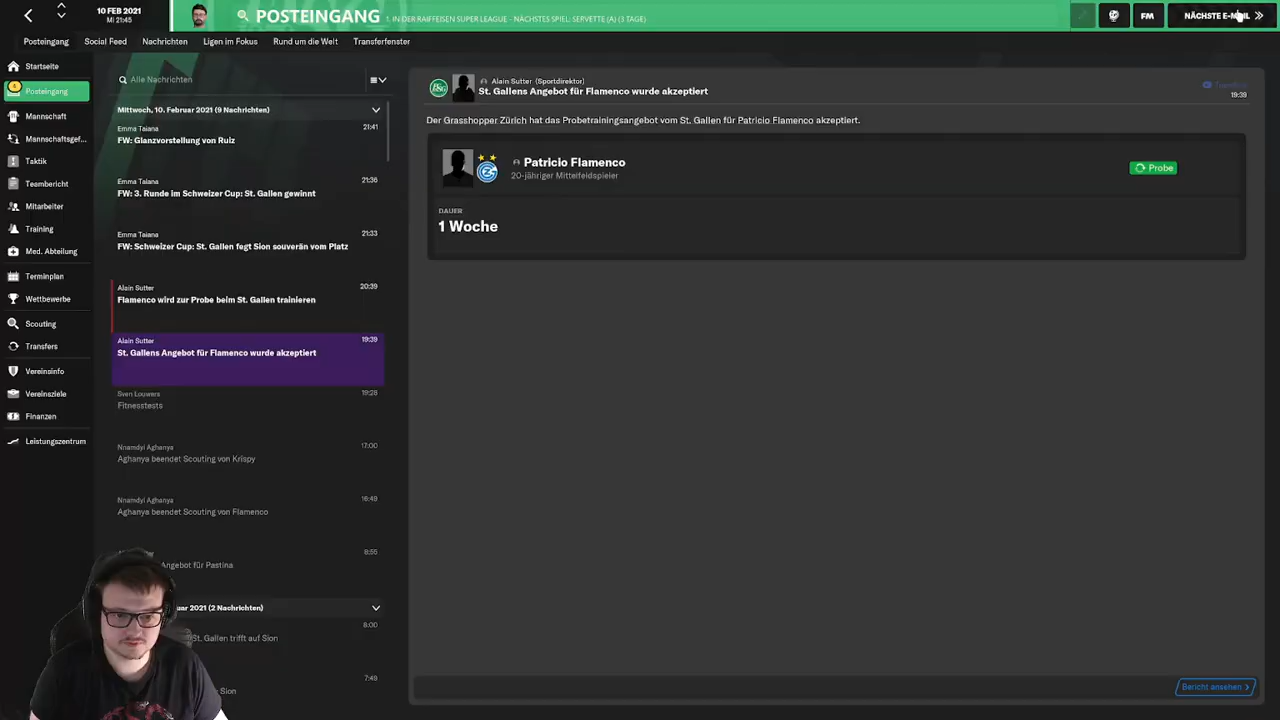 10 FEB 2021
MI 21:45
POSTEINGANG
1. IN DER RAIFFEISEN SUPER LEAGUE - NÄCHSTES SPIEL: SERVETTE (A) (3 TAGE)
FM
NÄCHSTE E-MAIL
Posteingang
Social Feed
Nachrichten
Ligen im Fokus
Rund um die Welt
Transferfenster
Startseite
Posteingang
Mannschaft
Mannschaftsgef...
Taktik
Teambericht
Mitarbeiter
Training
Med. Abteilung
Terminplan
Wettbewerbe
Scouting
Transfers
Vereinsinfo
Vereinsziele
Finanzen
Leistungszentrum
Alle Nachrichten
Mittwoch, 10. Februar 2021 (9 Nachrichten)
Emma Taiana
21:41
FW: Glanzvorstellung von Ruiz
Emma Taiana
21:36
FW: 3. Runde im Schweizer Cup: St. Gallen gewinnt
Emma Taiana
21:33
FW: Schweizer Cup: St. Gallen fegt Sion souverän vom Platz
Alain Sutter
20:39
Flamenco wird zur Probe beim St. Gallen trainieren
Alain Sutter
19:39
St. Gallens Angebot für Flamenco wurde akzeptiert
Sven Louwers
19:28
Fitnesstests
Nnamdyi Aghanya
17:00
Aghanya beendet Scouting von Krispy
Nnamdyi Aghanya
16:49
Aghanya beendet Scouting von Flamenco
8:55
Angebot für Pastina
uar 2021 (2 Nachrichten)
8:00
St. Gallen trifft auf Sion
7:49
Sion
Alain Sutter (Sportdirektor)
St. Gallens Angebot für Flamenco wurde akzeptiert
19:39
Der Grasshopper Zürich hat das Probetrainingsangebot vom St. Gallen für Patricio Flamenco akzeptiert.
Patricio Flamenco
20-jähriger Mittelfeldspieler
Probe
DAUER
1 Woche
Bericht ansehen >